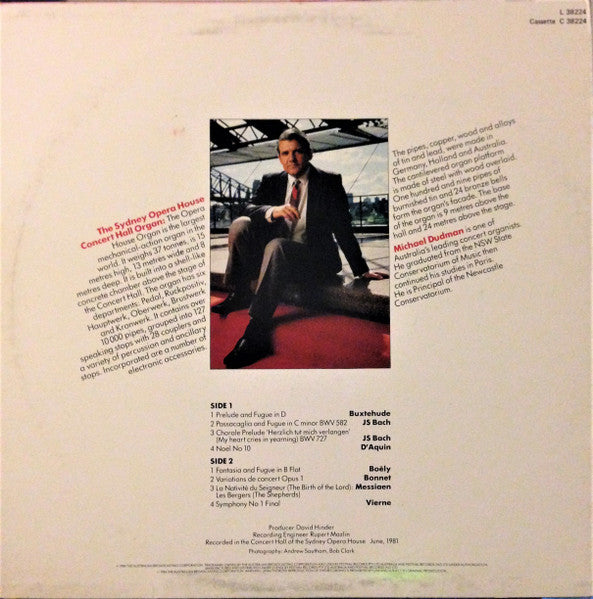 L 38224
Cassette C 38224
The Sydney Opera House
Concert Hall Organ: The Opera
House Organ is the largest
mechanical-action organ in the
world. It weighs 37 tonnes, is 15
metres high, 13 metres wide and 8
metres deep. It is built into a shell-like
concrete chamber above the stage of
the Concert Hall. The organ has six
departments: Pedal, Ruckpositiv,
Hauptwerk, Oberwerk, Brustwerk
and Kronwerk. It contains over
10 000 pipes, grouped into 127
speaking stops with 28 couplers and
a variety of percussion and ancillary
stops. Incorporated are a number of
electronic accessories.
The pipes, copper, wood and alloys
of tin and lead, were made in
Germany, Holland and Australia.
The cantilevered organ platform
is made of steel with wood overlaid.
One hundred and nine pipes of
burnished tin and 24 bronze bells
form the organ's facade. The base
of the organ is 9 metres above the
hall and 24 metres above the stage.
Michael Dudman is one of
Australia's leading concert organists.
He graduated from the NSW State
Conservatorium of Music then
continued his studies in Paris.
He is Principal of the Newcastle
Conservatorium.
SIDE 1
1 Prelude and Fugue in D Buxtehude
2 Passacaglia and Fugue in C minor BWV 582 JS Bach
3 Chorale Prelude 'Herzlich tut mich verlangen'
(My heart cries in yearning) BWV 727 JS Bach
4 Noel No 10 D'Aquin
SIDE 2
1 Fantasia and Fugue in B Flat Boëly
2 Variations de concert Opus 1 Bonnet
3 La Nativité du Seigneur (The Birth of the Lord): Messiaen
Les Bergers (The Shepherds)
4 Symphony No 1 Final Vierne
Producer David Hinder
Recording Engineer Rupert Mazlin
Recorded in the Concert Hall of the Sydney Opera House June, 1981
Photography: Andrew Southam, Bob Clark